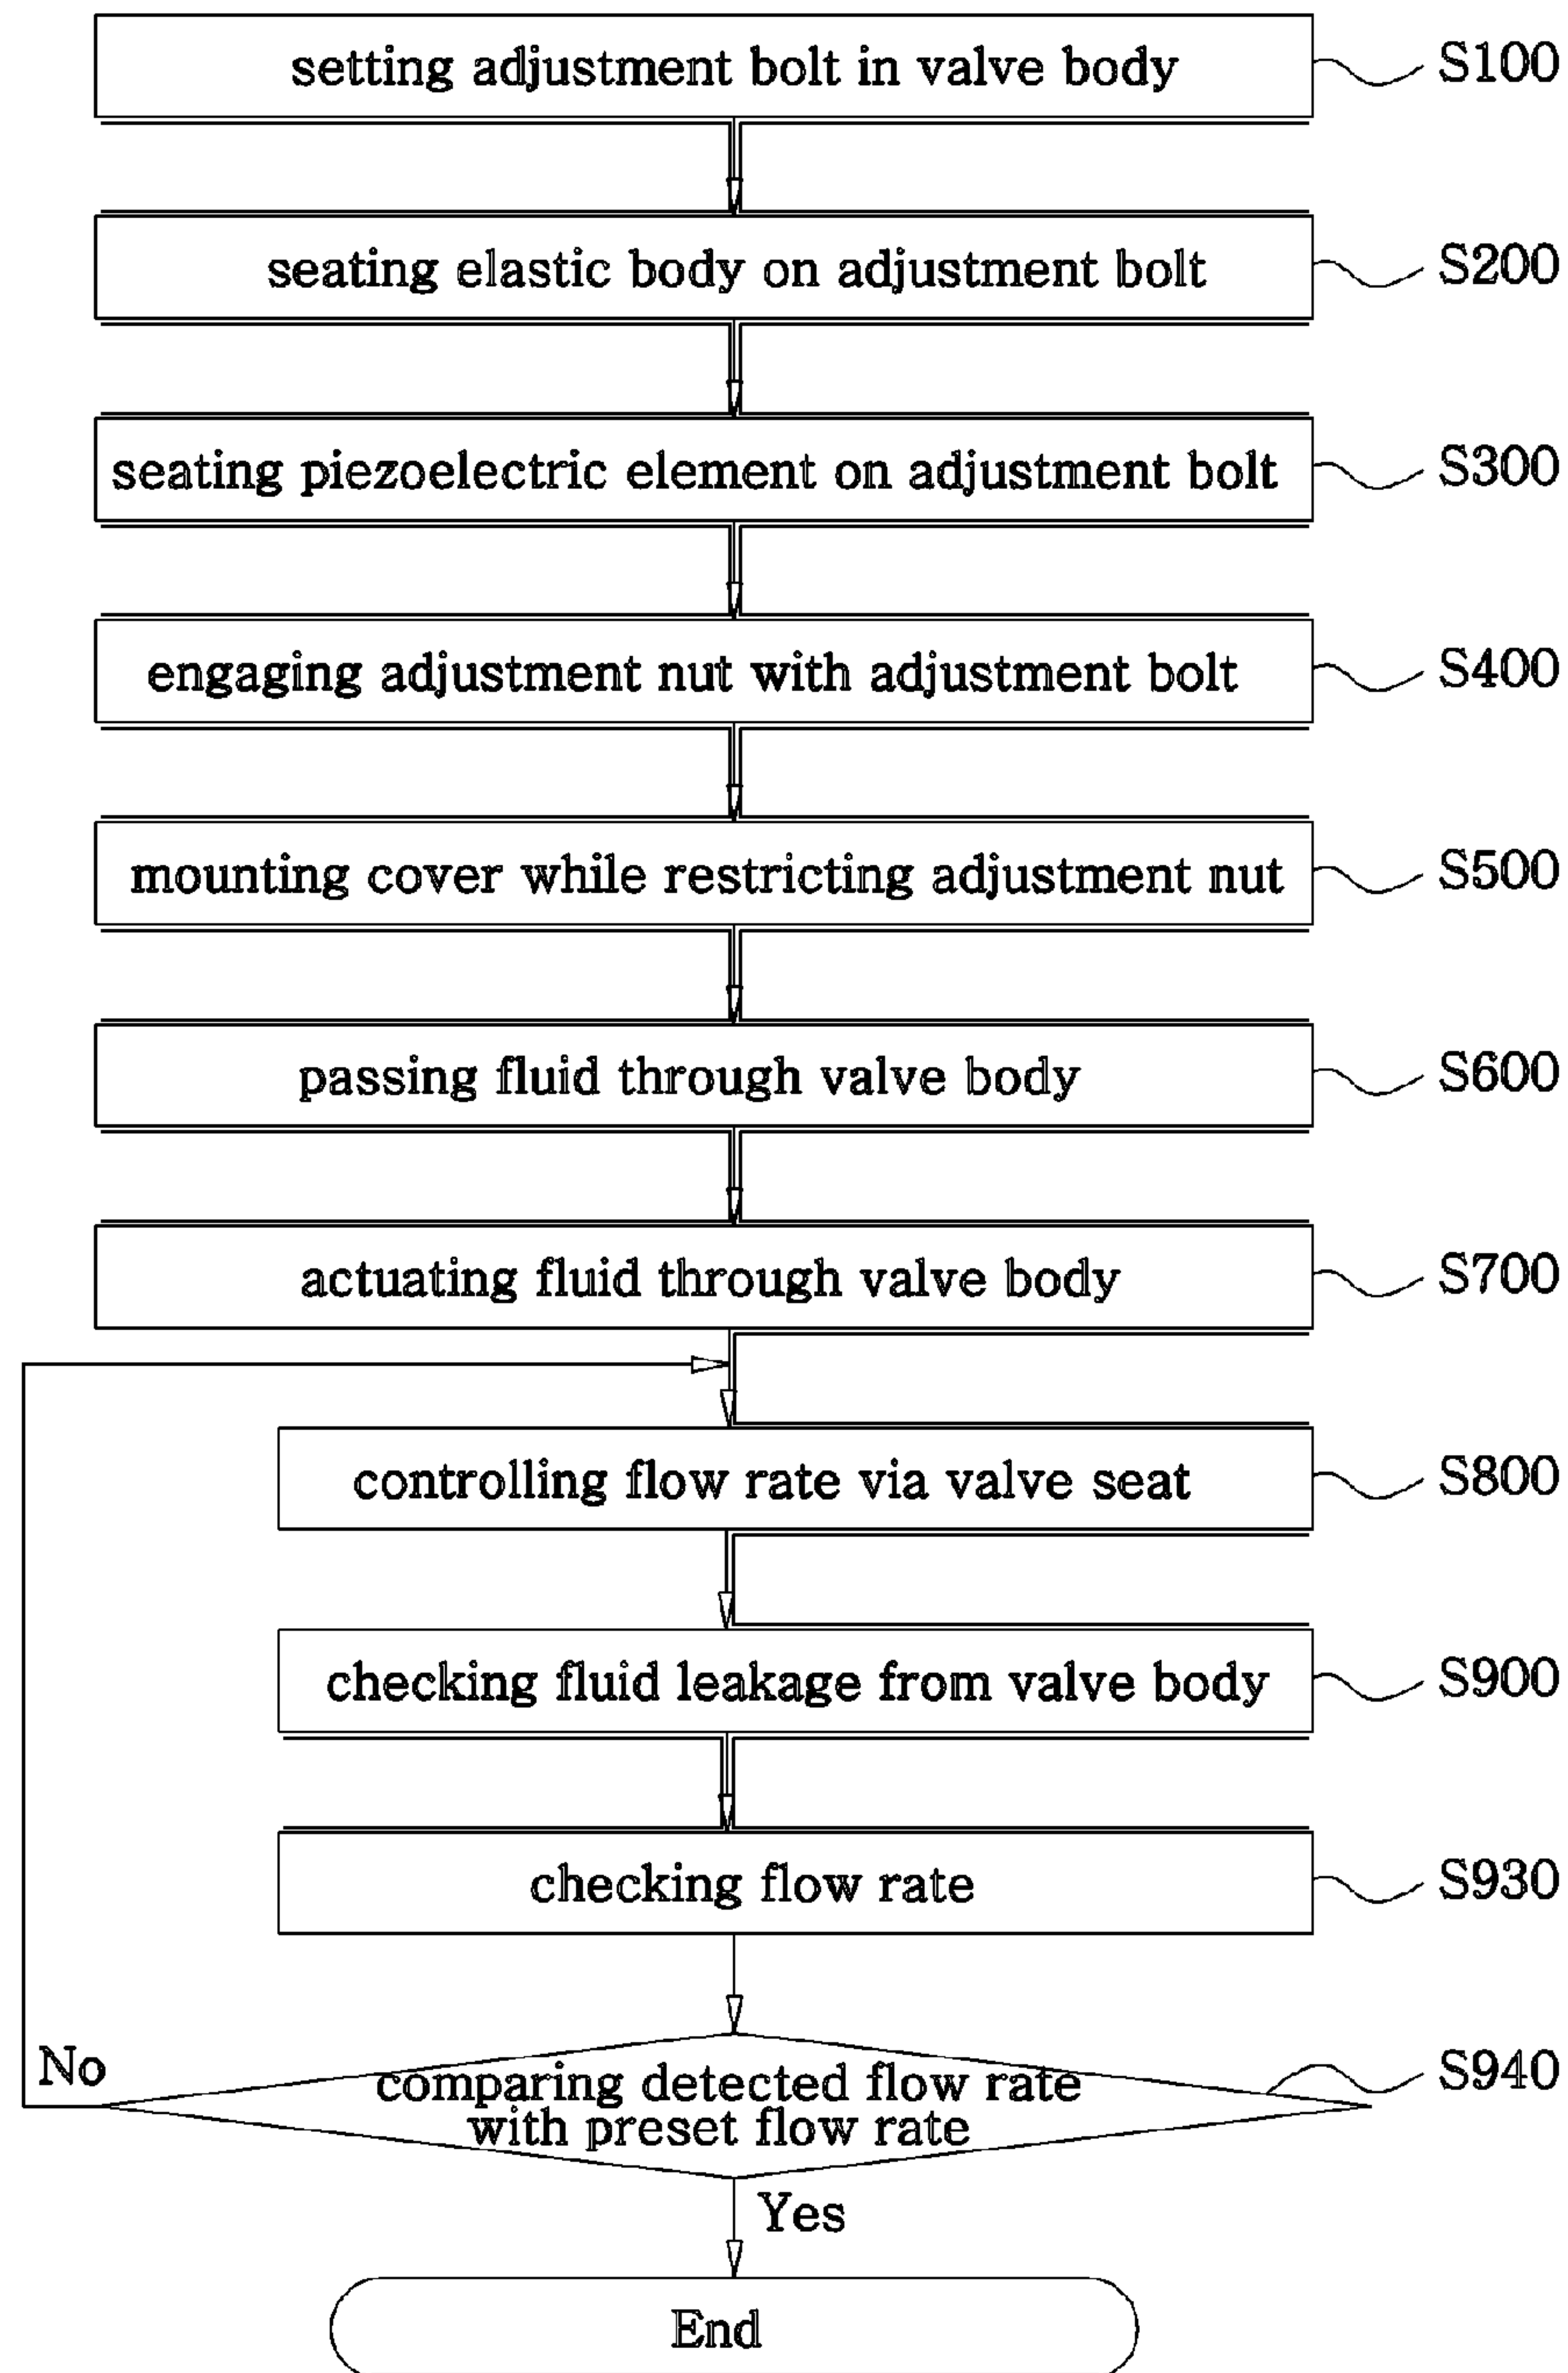 setting adjustment bolt in valve body S100
seating elastic body on adjustment bolt S200
seating piezoelectric element on adjustment bolt S300
engaging adjustment nut with adjustment bolt S400
mounting cover while restricting adjustment nut S500
passing fluid through valve body S600
actuating fluid through valve body S700
controlling flow rate via valve seat S800
checking fluid leakage from valve body S900
checking flow rate S930
No
comparing detected flow rate S940
with preset flow rate
Yes
End